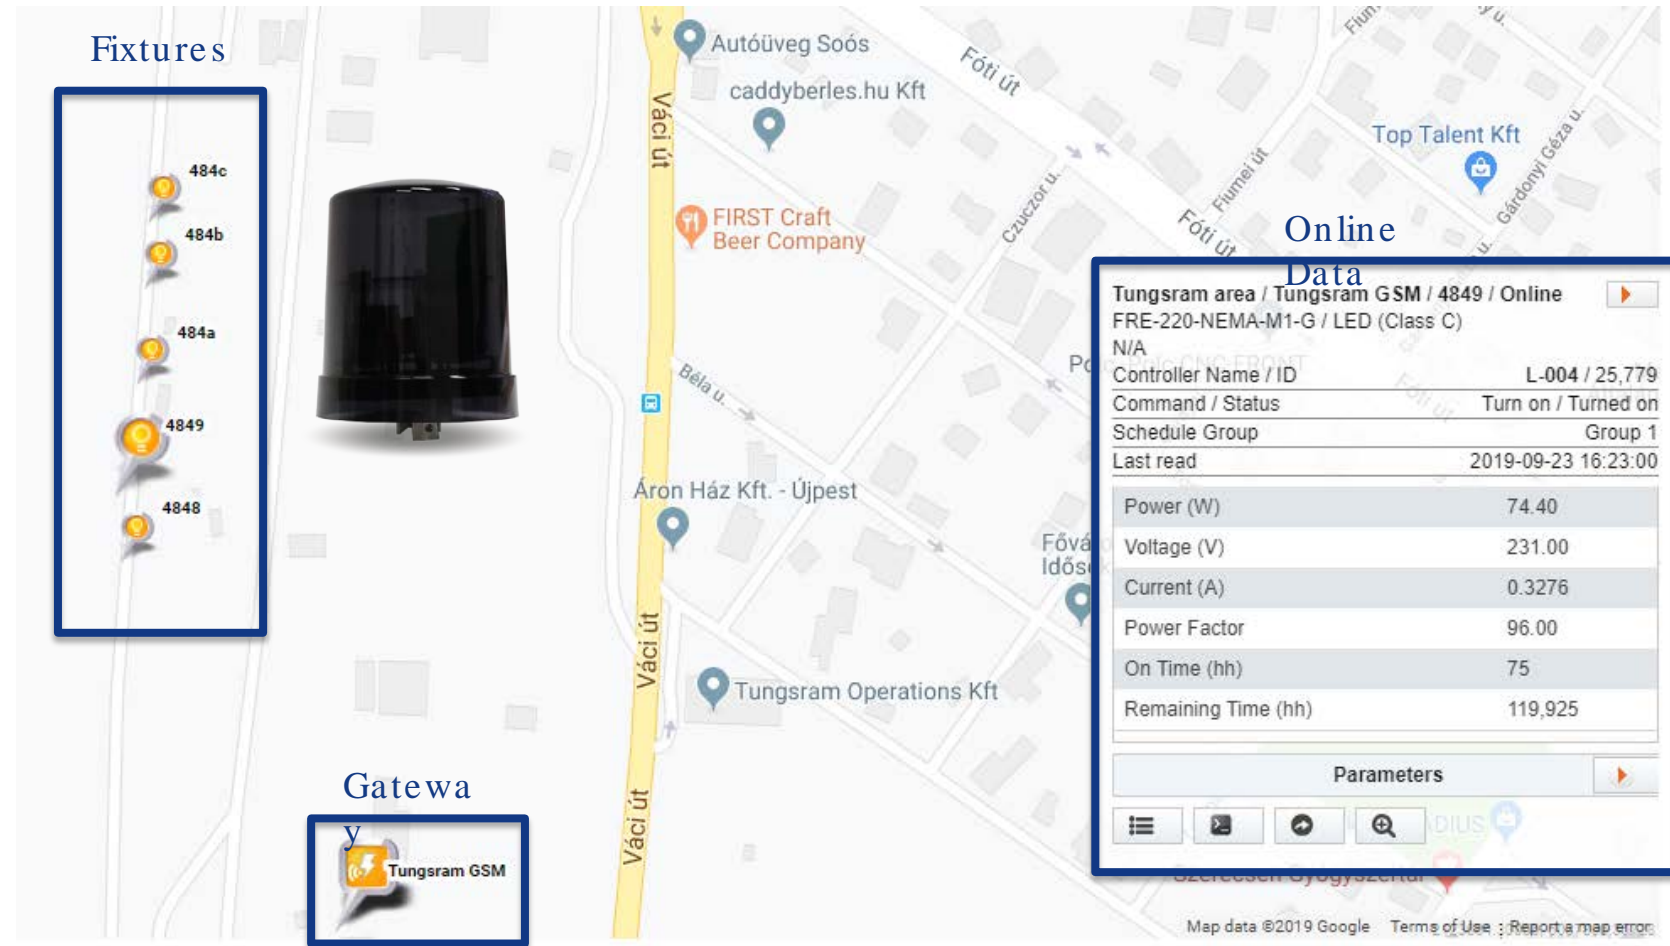 Fixtures
484c
484b
484a
4849
4848
Gateway
Tungsram GSM
Autóüveg Soós
caddyberles.hu Kft
Váci út
FIRST Craft
Beer Company
Béla u.
Áron Ház Kft. - Újpest
Váci út
Tungsram Operations Kft
Váci út
Fóti út
Czuczor u.
Fóti út
Fiumei út
Top Talent Kft
Gárdonyi Géza u.
Online
Data
Tungsram area / Tungsram GSM / 4849 / Online
FRE-220-NEMA-M1-G / LED (Class C)
N/A
Controller Name / ID L-004 / 25,779
Command / Status Turn on / Turned on
Schedule Group Group 1
Last read 2019-09-23 16:23:00
Power (W) 74.40
Voltage (V) 231.00
Current (A) 0.3276
Power Factor 96.00
On Time (hh) 75
Remaining Time (hh) 119,925
Parameters
Map data ©2019 Google Terms of Use Report a map error